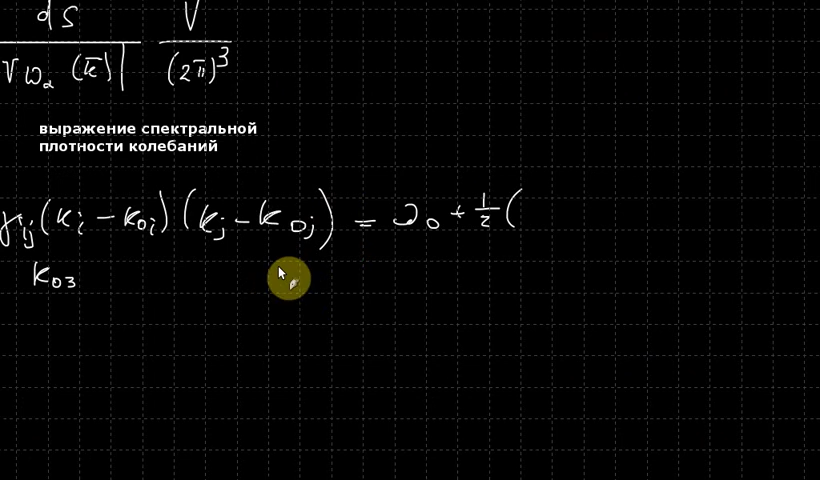 dS V
∇ω_α(k̄)| (2π)³
выражение спектральной
плотности колебаний
γ_ij(k_i - k_0i)(k_j - k_0j) = ω_0 + 1/2(
k_03